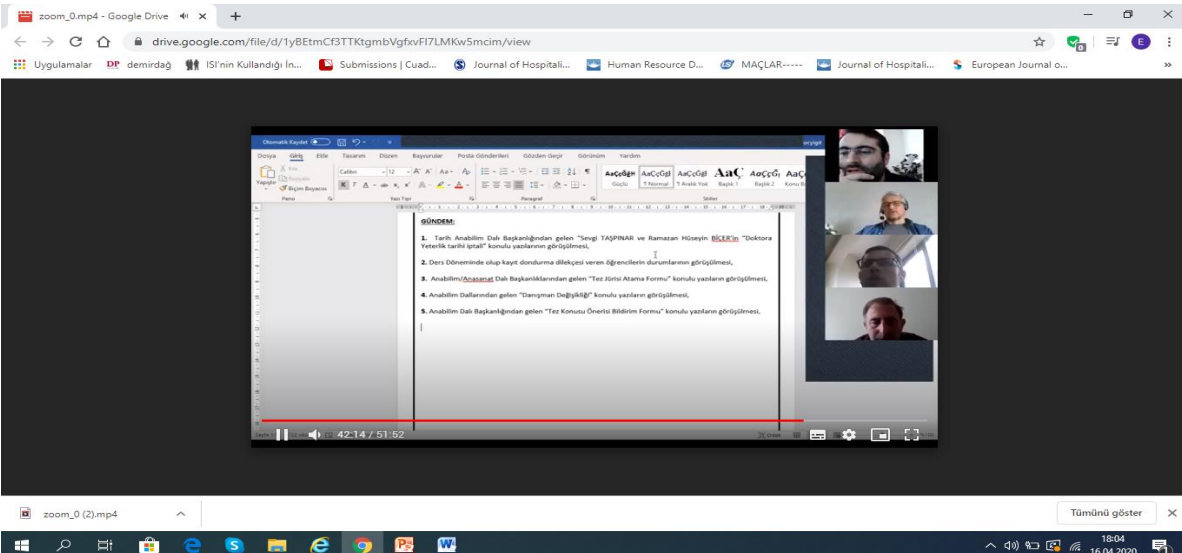 zoom_0.mp4 - Google Drive
drive.google.com/file/d/1yBEtmCf3TTKtgmbVgfxvFl7LMKwSmcim/view
Uygulamalar DP demirdağ ISI'nin Kullandığı İn... Submissions | Cuad... Journal of Hospitali... Human Resource D... MAÇLAR----- Journal of Hospitali... European Journal o... »
Otomatik Kaydet
Dosya Giriş Ekle Tasarım Düzen Başvurular Posta Gönderileri Gözden Geçir Görünüm Yardım
Yapıştır Kes Kopyala Biçim Boyacısı Calibri 12
AaÇçĞğH AaÇçĞğI AaÇçĞğI AaÇ AaÇçĞ AaÇ
Güçlü ¶ Normal ¶ Aralık Yok Başlık 1 Başlık 2
Pano Yazı Tipi Paragraf Stiller
GÜNDEM:
1. Tarih Anabilim Dalı Başkanlığından gelen "Sevgi TAŞPINAR ve Ramazan Hüseyin BİÇER'in "Doktora
Yeterlik tarihi iptali" konulu yazılarının görüşülmesi,
2. Ders Döneminde olup kayıt dondurma dilekçesi veren öğrencilerin durumlarının görüşülmesi,
3. Anabilim/Anasanat Dalı Başkanlıklarından gelen "Tez Jürisi Atama Formu" konulu yazıların görüşülmesi,
4. Anabilim Dallarından gelen "Danışman Değişikliği" konulu yazıların görüşülmesi,
5. Anabilim Dalı Başkanlığından gelen "Tez Konusu Önerisi Bildirim Formu" konulu yazıların görüşülmesi,
42:14 / 51:52
zoom_0 (2).mp4
Tümünü göster
18:04
16.04.2020